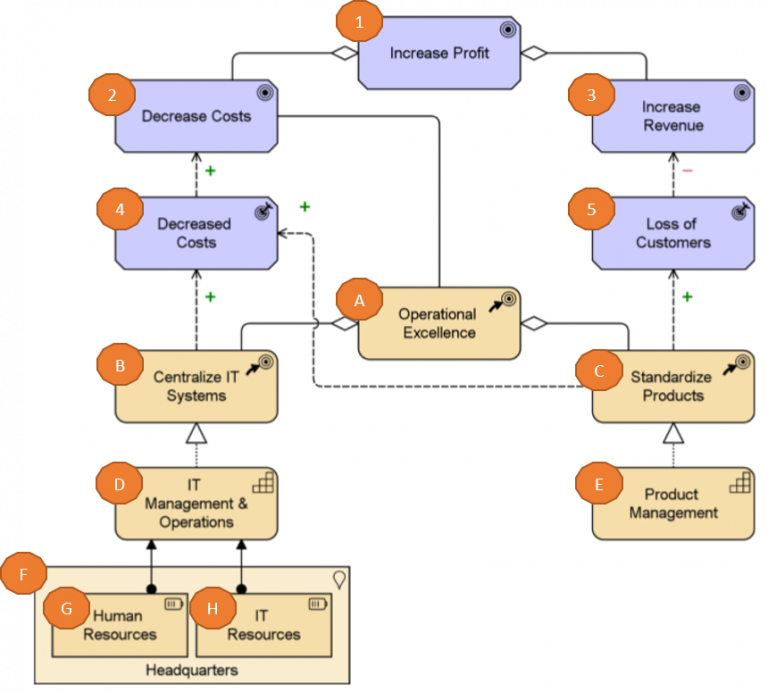 1
Increase Profit
2
Decrease Costs
3
Increase
Revenue
+
−
4
Decreased
Costs
+
5
Loss of
Customers
+
+
A
Operational
Excellence
B
Centralize IT
Systems
C
Standardize
Products
D
IT
Management &
Operations
E
Product
Management
F
G
Human
Resources
H
IT
Resources
Headquarters